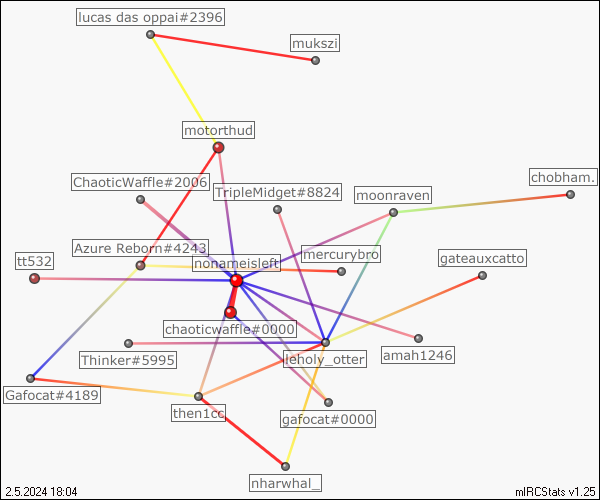 lucas das oppai#2396
mukszi
motorthud
chobham.
ChaoticWaffle#2006
TripleMidget#8824
moonraven
Azure Reborn#4243
mercurybro
tt532
nonameisleft
gateauxcatto
chaoticwaffle#0000
Thinker#5995
leholy_otter
amah1246
Gafocat#4189
then1cc
gafocat#0000
nharwhal_
2.5.2024 18:04
mIRCStats v1.25